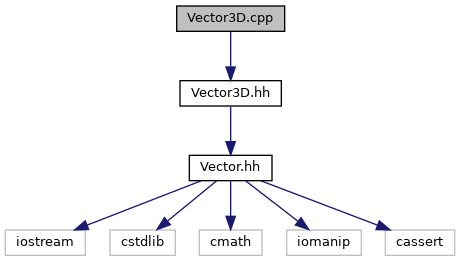 Vector3D.cpp
Vector3D.hh
Vector.hh
iostream
cstdlib
cmath
iomanip
cassert